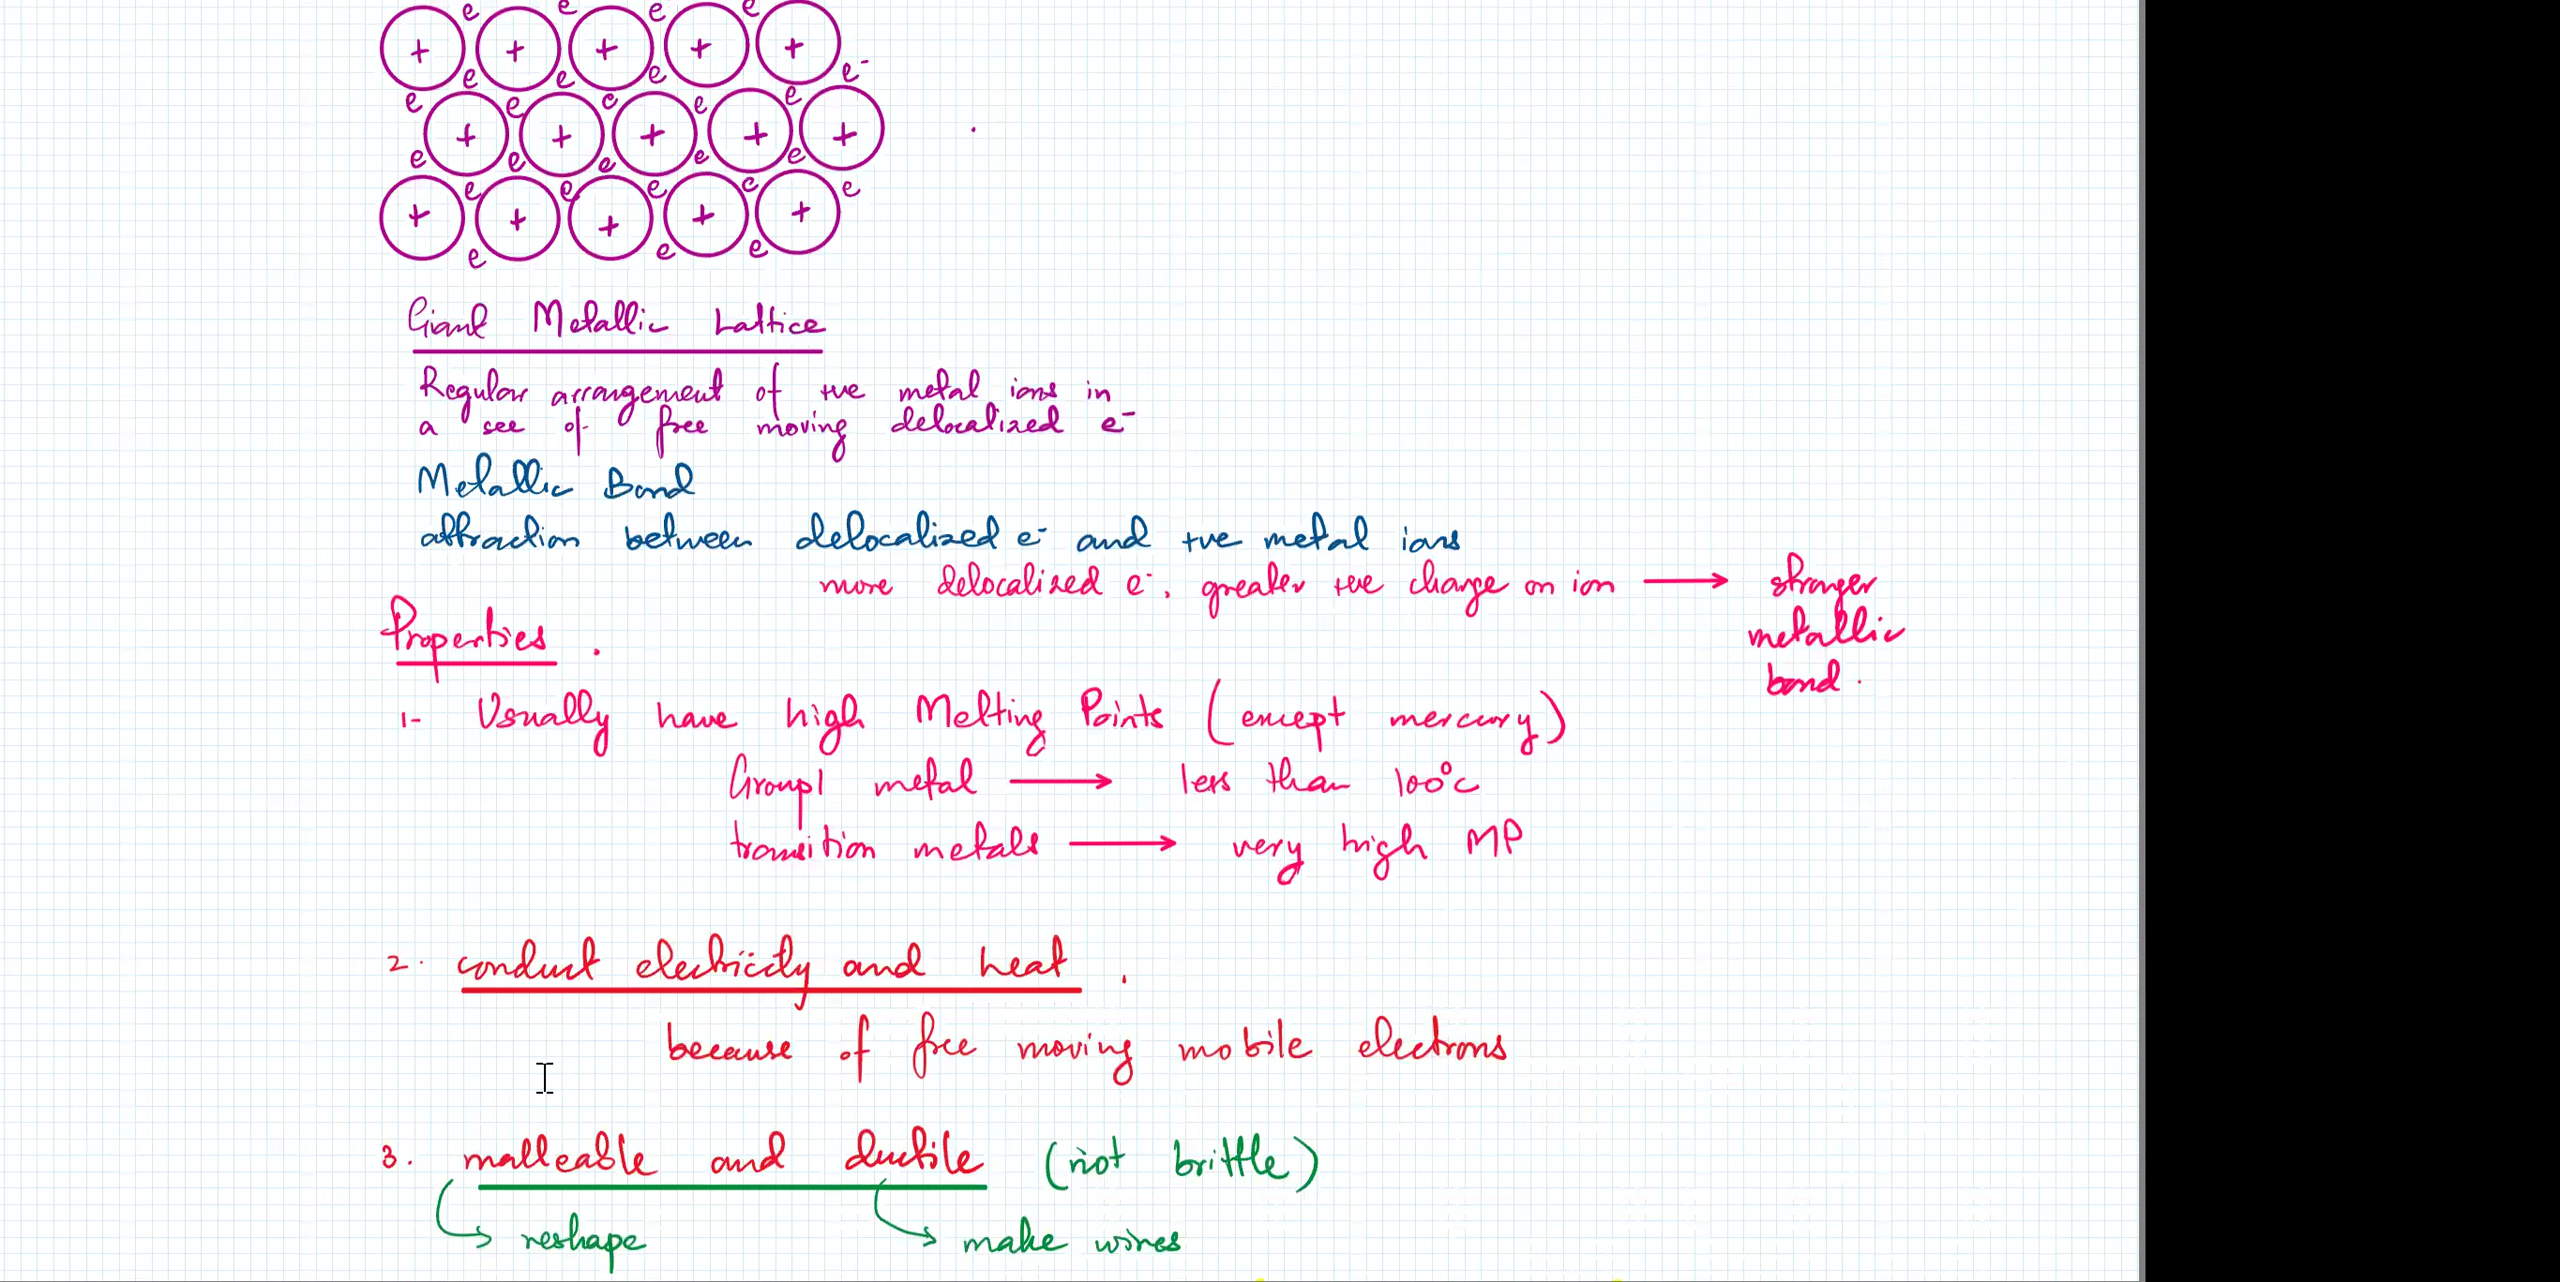 e e e e
+ + + + +
e e e e⁻
e e c e e
+ + + + +
e e e e e
e e e c e
+ + + + +
e e e
Giant Metallic Lattice
Regular arrangement of +ve metal ions in
a see of free moving delocalized e⁻
Metallic Bond
attraction between delocalized e⁻ and +ve metal ions
more delocalized e⁻, greater +ve charge on ion → stronger
metallic
bond.
Properties.
1- Usually have high Melting Points (except mercury)
Group1 metal → less than 100°c
transition metals → very high MP
2. conduct electricity and heat.
because of free moving mobile electrons
3. malleable and ductile (not brittle)
reshape make wires